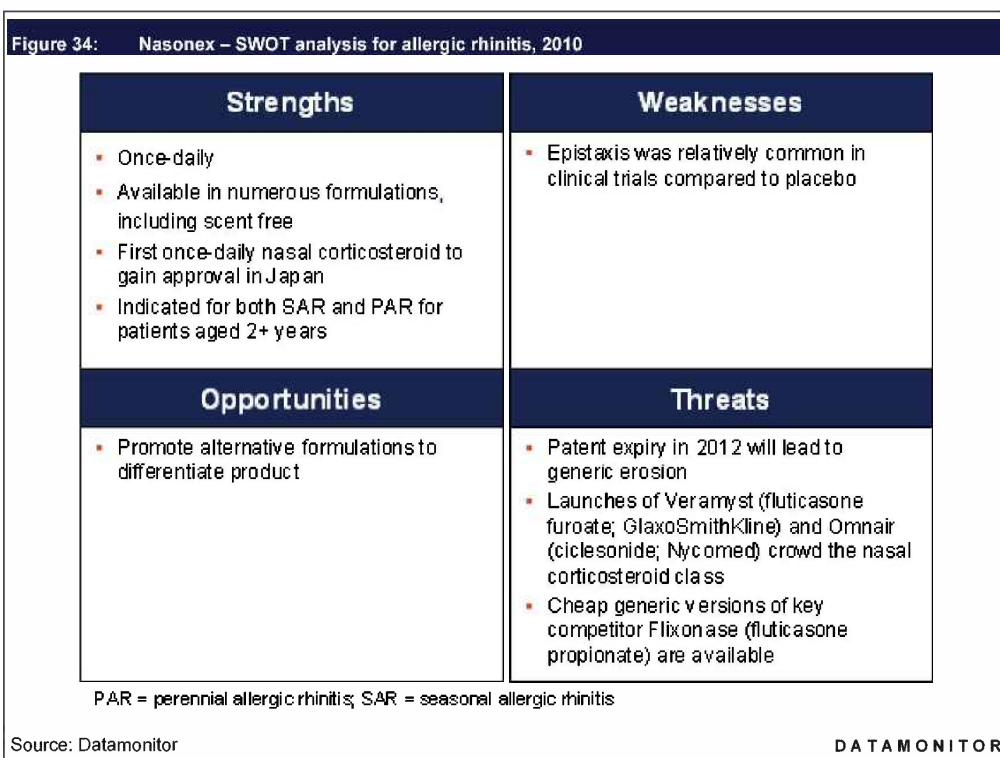 Figure 34: Nasonex – SWOT analysis for allergic rhinitis, 2010
Strengths
▪ Once-daily
▪ Available in numerous formulations,
including scent free
▪ First once-daily nasal corticosteroid to
gain approval in Japan
▪ Indicated for both SAR and PAR for
patients aged 2+ years
Weaknesses
▪ Epistaxis was relatively common in
clinical trials compared to placebo
Opportunities
▪ Promote alternative formulations to
differentiate product
Threats
▪ Patent expiry in 2012 will lead to
generic erosion
▪ Launches of Veramyst (fluticasone
furoate; GlaxoSmithKline) and Omnair
(ciclesonide; Nycomed) crowd the nasal
corticosteroid class
▪ Cheap generic versions of key
competitor Flixonase (fluticasone
propionate) are available
PAR = perennial allergic rhinitis; SAR = seasonal allergic rhinitis
Source: Datamonitor
DATAMONITOR